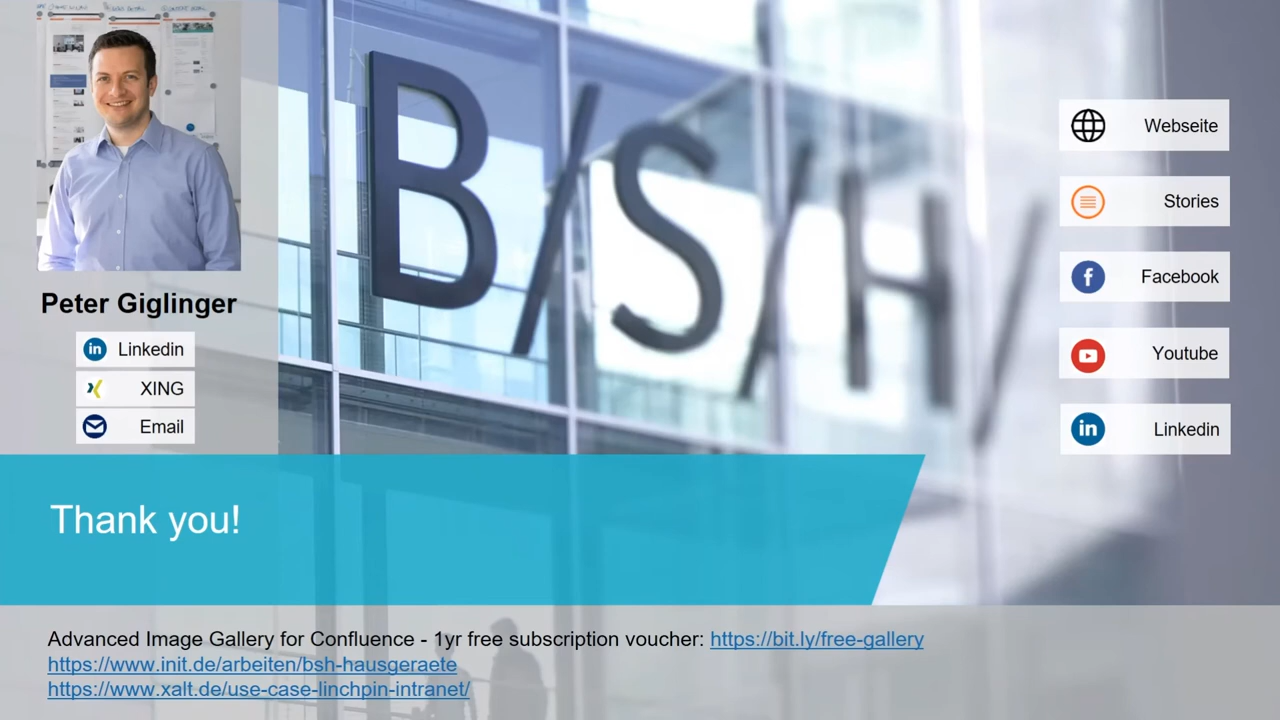 B/S/H/
Peter Giglinger
Linkedin
XING
Email
Webseite
Stories
Facebook
Youtube
Linkedin
Thank you!
Advanced Image Gallery for Confluence - 1yr free subscription voucher: https://bit.ly/free-gallery
https://www.init.de/arbeiten/bsh-hausgeraete
https://www.xalt.de/use-case-linchpin-intranet/